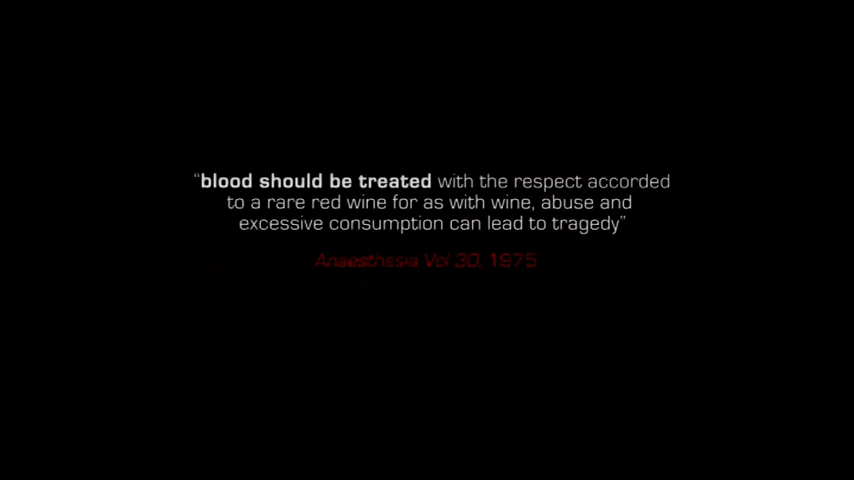 “blood should be treated with the respect accorded
to a rare red wine for as with wine, abuse and
excessive consumption can lead to tragedy”
Anaesthesia Vol 30, 1975